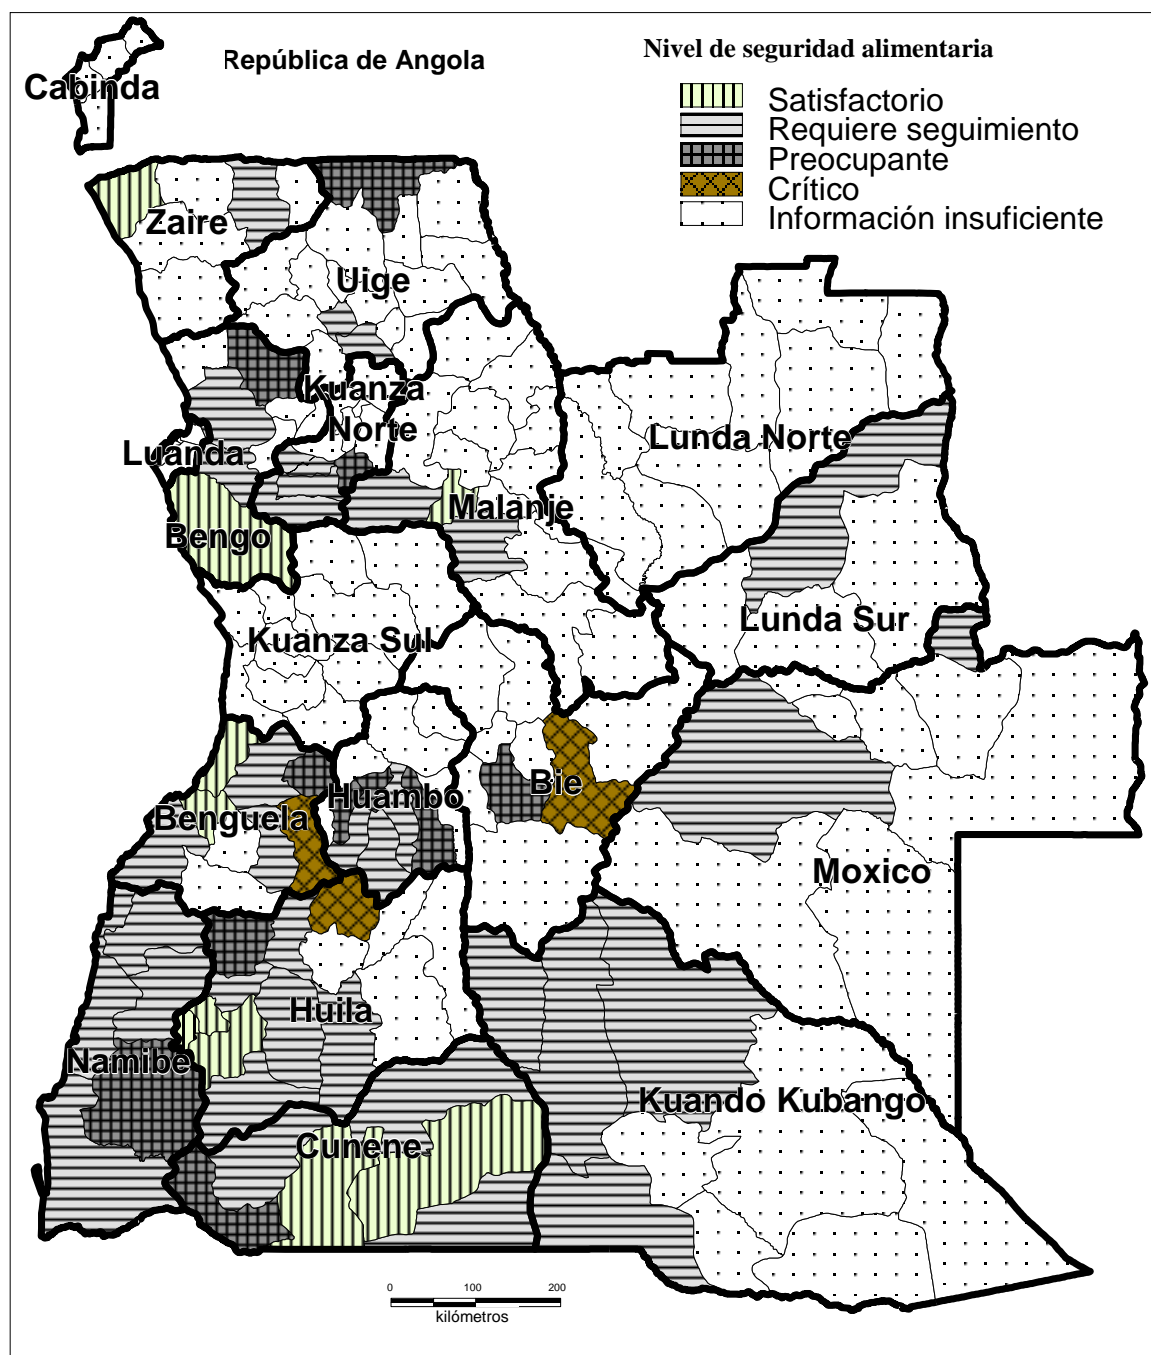 República de Angola
Nivel de seguridad alimentaria
Satisfactorio
Requiere seguimiento
Preocupante
Crítico
Información insuficiente
Cabinda
Zaire
Uige
Kuanza
Norte
Luanda
Lunda Norte
Malanje
Bengo
Lunda Sur
Kuanza Sul
Bie
Huambo
Benguela
Moxico
Huila
Namibe
Kuando Kubango
Cunene
0 100 200
kilómetros